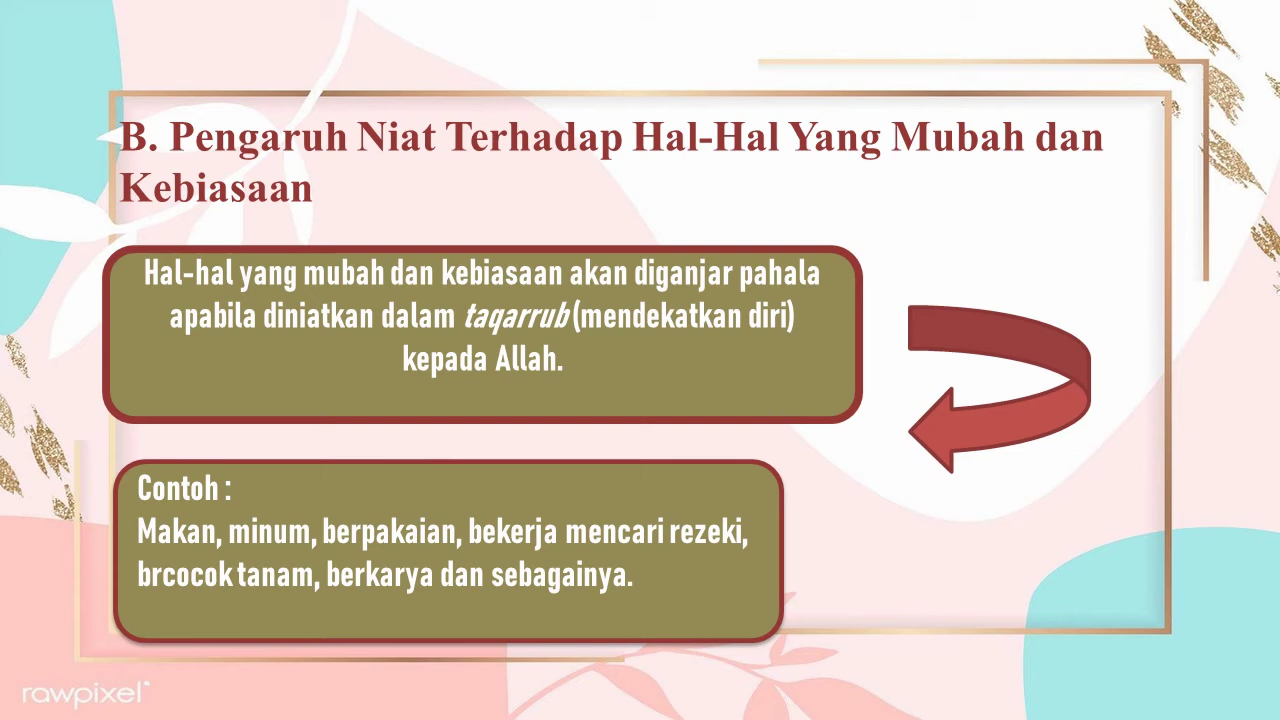 B. Pengaruh Niat Terhadap Hal-Hal Yang Mubah dan
Kebiasaan
Hal-hal yang mubah dan kebiasaan akan diganjar pahala
apabila diniatkan dalam taqarrub (mendekatkan diri)
kepada Allah.
Contoh :
Makan, minum, berpakaian, bekerja mencari rezeki,
brcocok tanam, berkarya dan sebagainya.
rawpixel